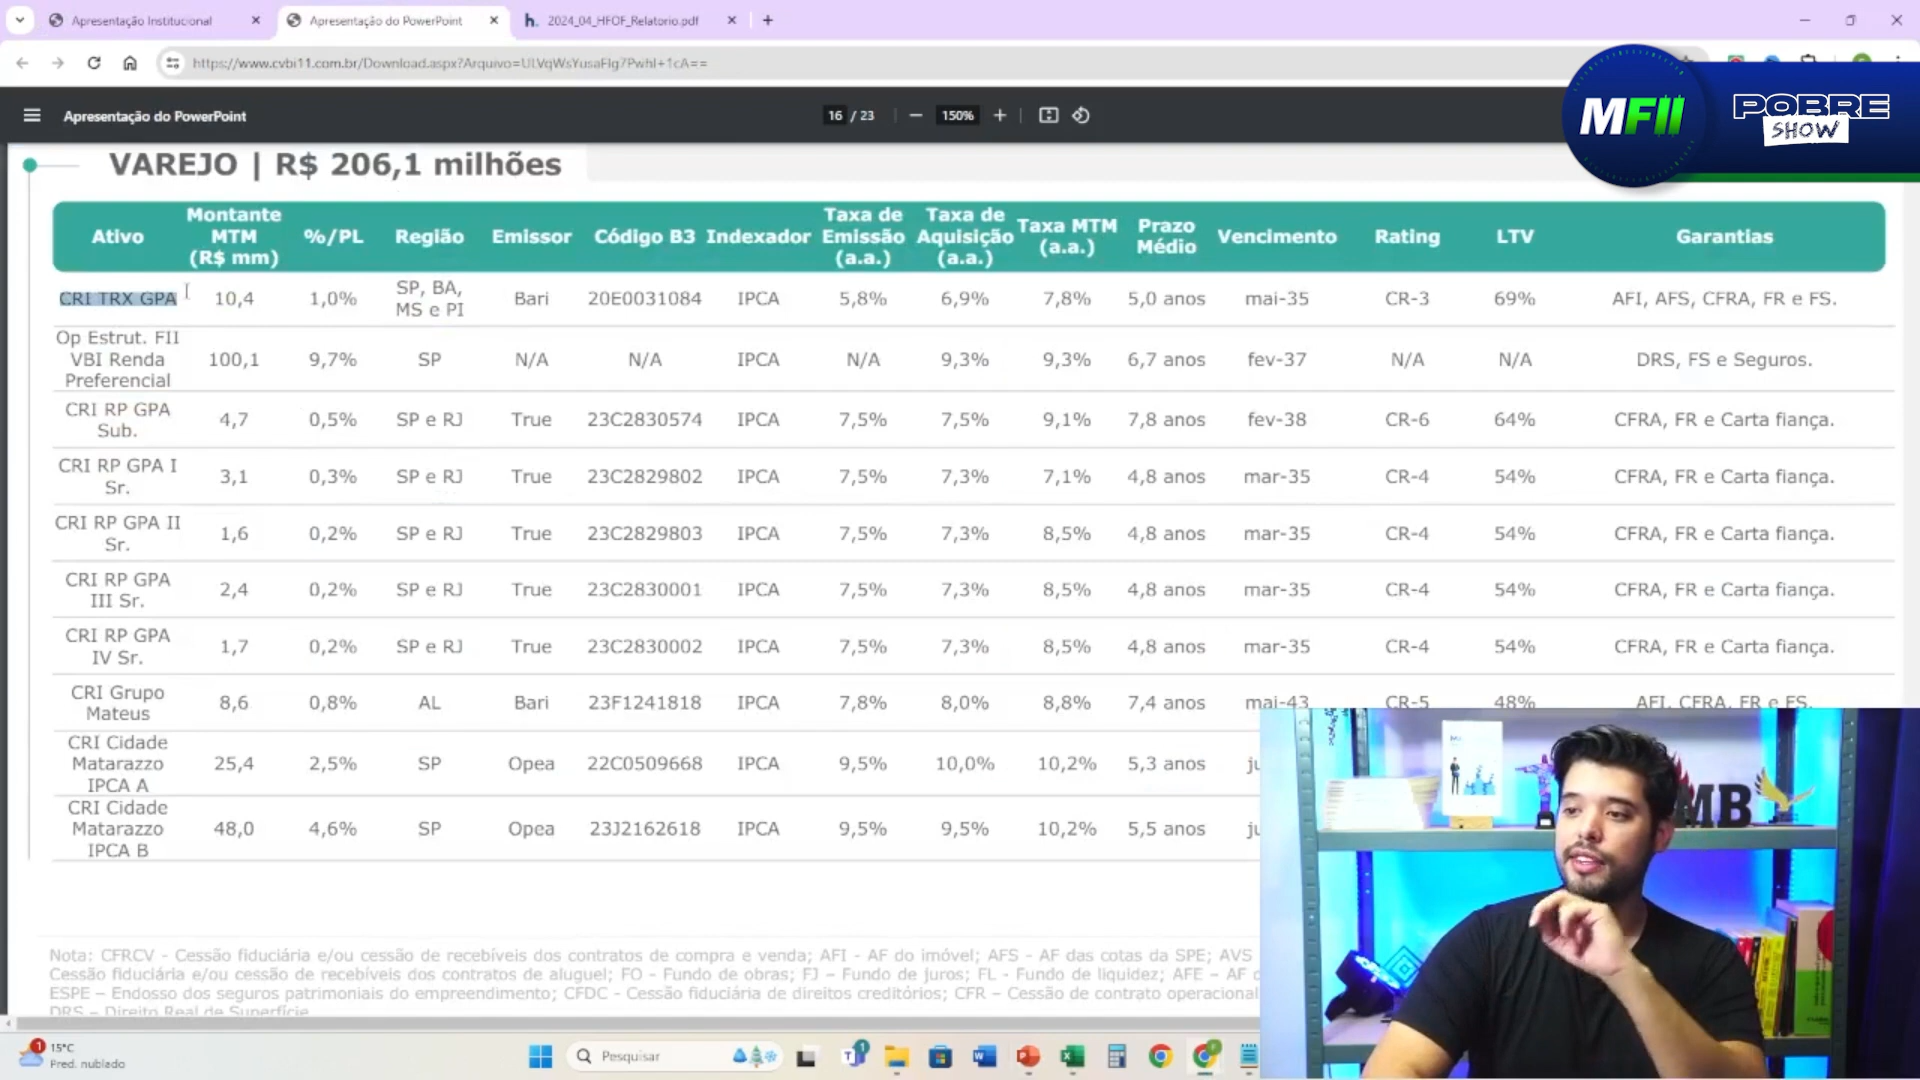 Apresentação Institucional
Apresentação do PowerPoint
h. 2024_04_HFOF_Relatorio.pdf
https://www.cvbi11.com.br/Download.aspx?Arquivo=ULVqWsYusaFlg7Pwhl+1cA==
Apresentação do PowerPoint
16 / 23
150%
MFII
POBRE
SHOW
VAREJO | R$ 206,1 milhões
Ativo Montante MTM (R$ mm) %/PL Região Emissor Código B3 Indexador Taxa de Emissão (a.a.) Taxa de Aquisição (a.a.) Taxa MTM (a.a.) Prazo Médio Vencimento Rating LTV Garantias
CRI TRX GPA 10,4 1,0% SP, BA, MS e PI Bari 20E0031084 IPCA 5,8% 6,9% 7,8% 5,0 anos mai-35 CR-3 69% AFI, AFS, CFRA, FR e FS.
Op Estrut. FII VBI Renda Preferencial 100,1 9,7% SP N/A N/A IPCA N/A 9,3% 9,3% 6,7 anos fev-37 N/A N/A DRS, FS e Seguros.
CRI RP GPA Sub. 4,7 0,5% SP e RJ True 23C2830574 IPCA 7,5% 7,5% 9,1% 7,8 anos fev-38 CR-6 64% CFRA, FR e Carta fiança.
CRI RP GPA I Sr. 3,1 0,3% SP e RJ True 23C2829802 IPCA 7,5% 7,3% 7,1% 4,8 anos mar-35 CR-4 54% CFRA, FR e Carta fiança.
CRI RP GPA II Sr. 1,6 0,2% SP e RJ True 23C2829803 IPCA 7,5% 7,3% 8,5% 4,8 anos mar-35 CR-4 54% CFRA, FR e Carta fiança.
CRI RP GPA III Sr. 2,4 0,2% SP e RJ True 23C2830001 IPCA 7,5% 7,3% 8,5% 4,8 anos mar-35 CR-4 54% CFRA, FR e Carta fiança.
CRI RP GPA IV Sr. 1,7 0,2% SP e RJ True 23C2830002 IPCA 7,5% 7,3% 8,5% 4,8 anos mar-35 CR-4 54% CFRA, FR e Carta fiança.
CRI Grupo Mateus 8,6 0,8% AL Bari 23F1241818 IPCA 7,8% 8,0% 8,8% 7,4 anos mai-43 CR-5 48% AFI, CFRA, FR e FS.
CRI Cidade Matarazzo IPCA A 25,4 2,5% SP Opea 22C0509668 IPCA 9,5% 10,0% 10,2% 5,3 anos
CRI Cidade Matarazzo IPCA B 48,0 4,6% SP Opea 23J2162618 IPCA 9,5% 9,5% 10,2% 5,5 anos
Nota: CFRCV - Cessão fiduciária e/ou cessão de recebíveis dos contratos de compra e venda; AFI - AF do imóvel; AFS - AF das cotas da SPE; AVS
Cessão fiduciária e/ou cessão de recebíveis dos contratos de aluguel; FO - Fundo de obras; FJ – Fundo de juros; FL - Fundo de liquidez; AFE – AF d
ESPE – Endosso dos seguros patrimoniais do empreendimento; CFDC - Cessão fiduciária de direitos creditórios; CFR – Cessão de contrato operacional
DRS – Direito Real de Superfície
MB
1
15°C
Pred. nublado
Pesquisar
1